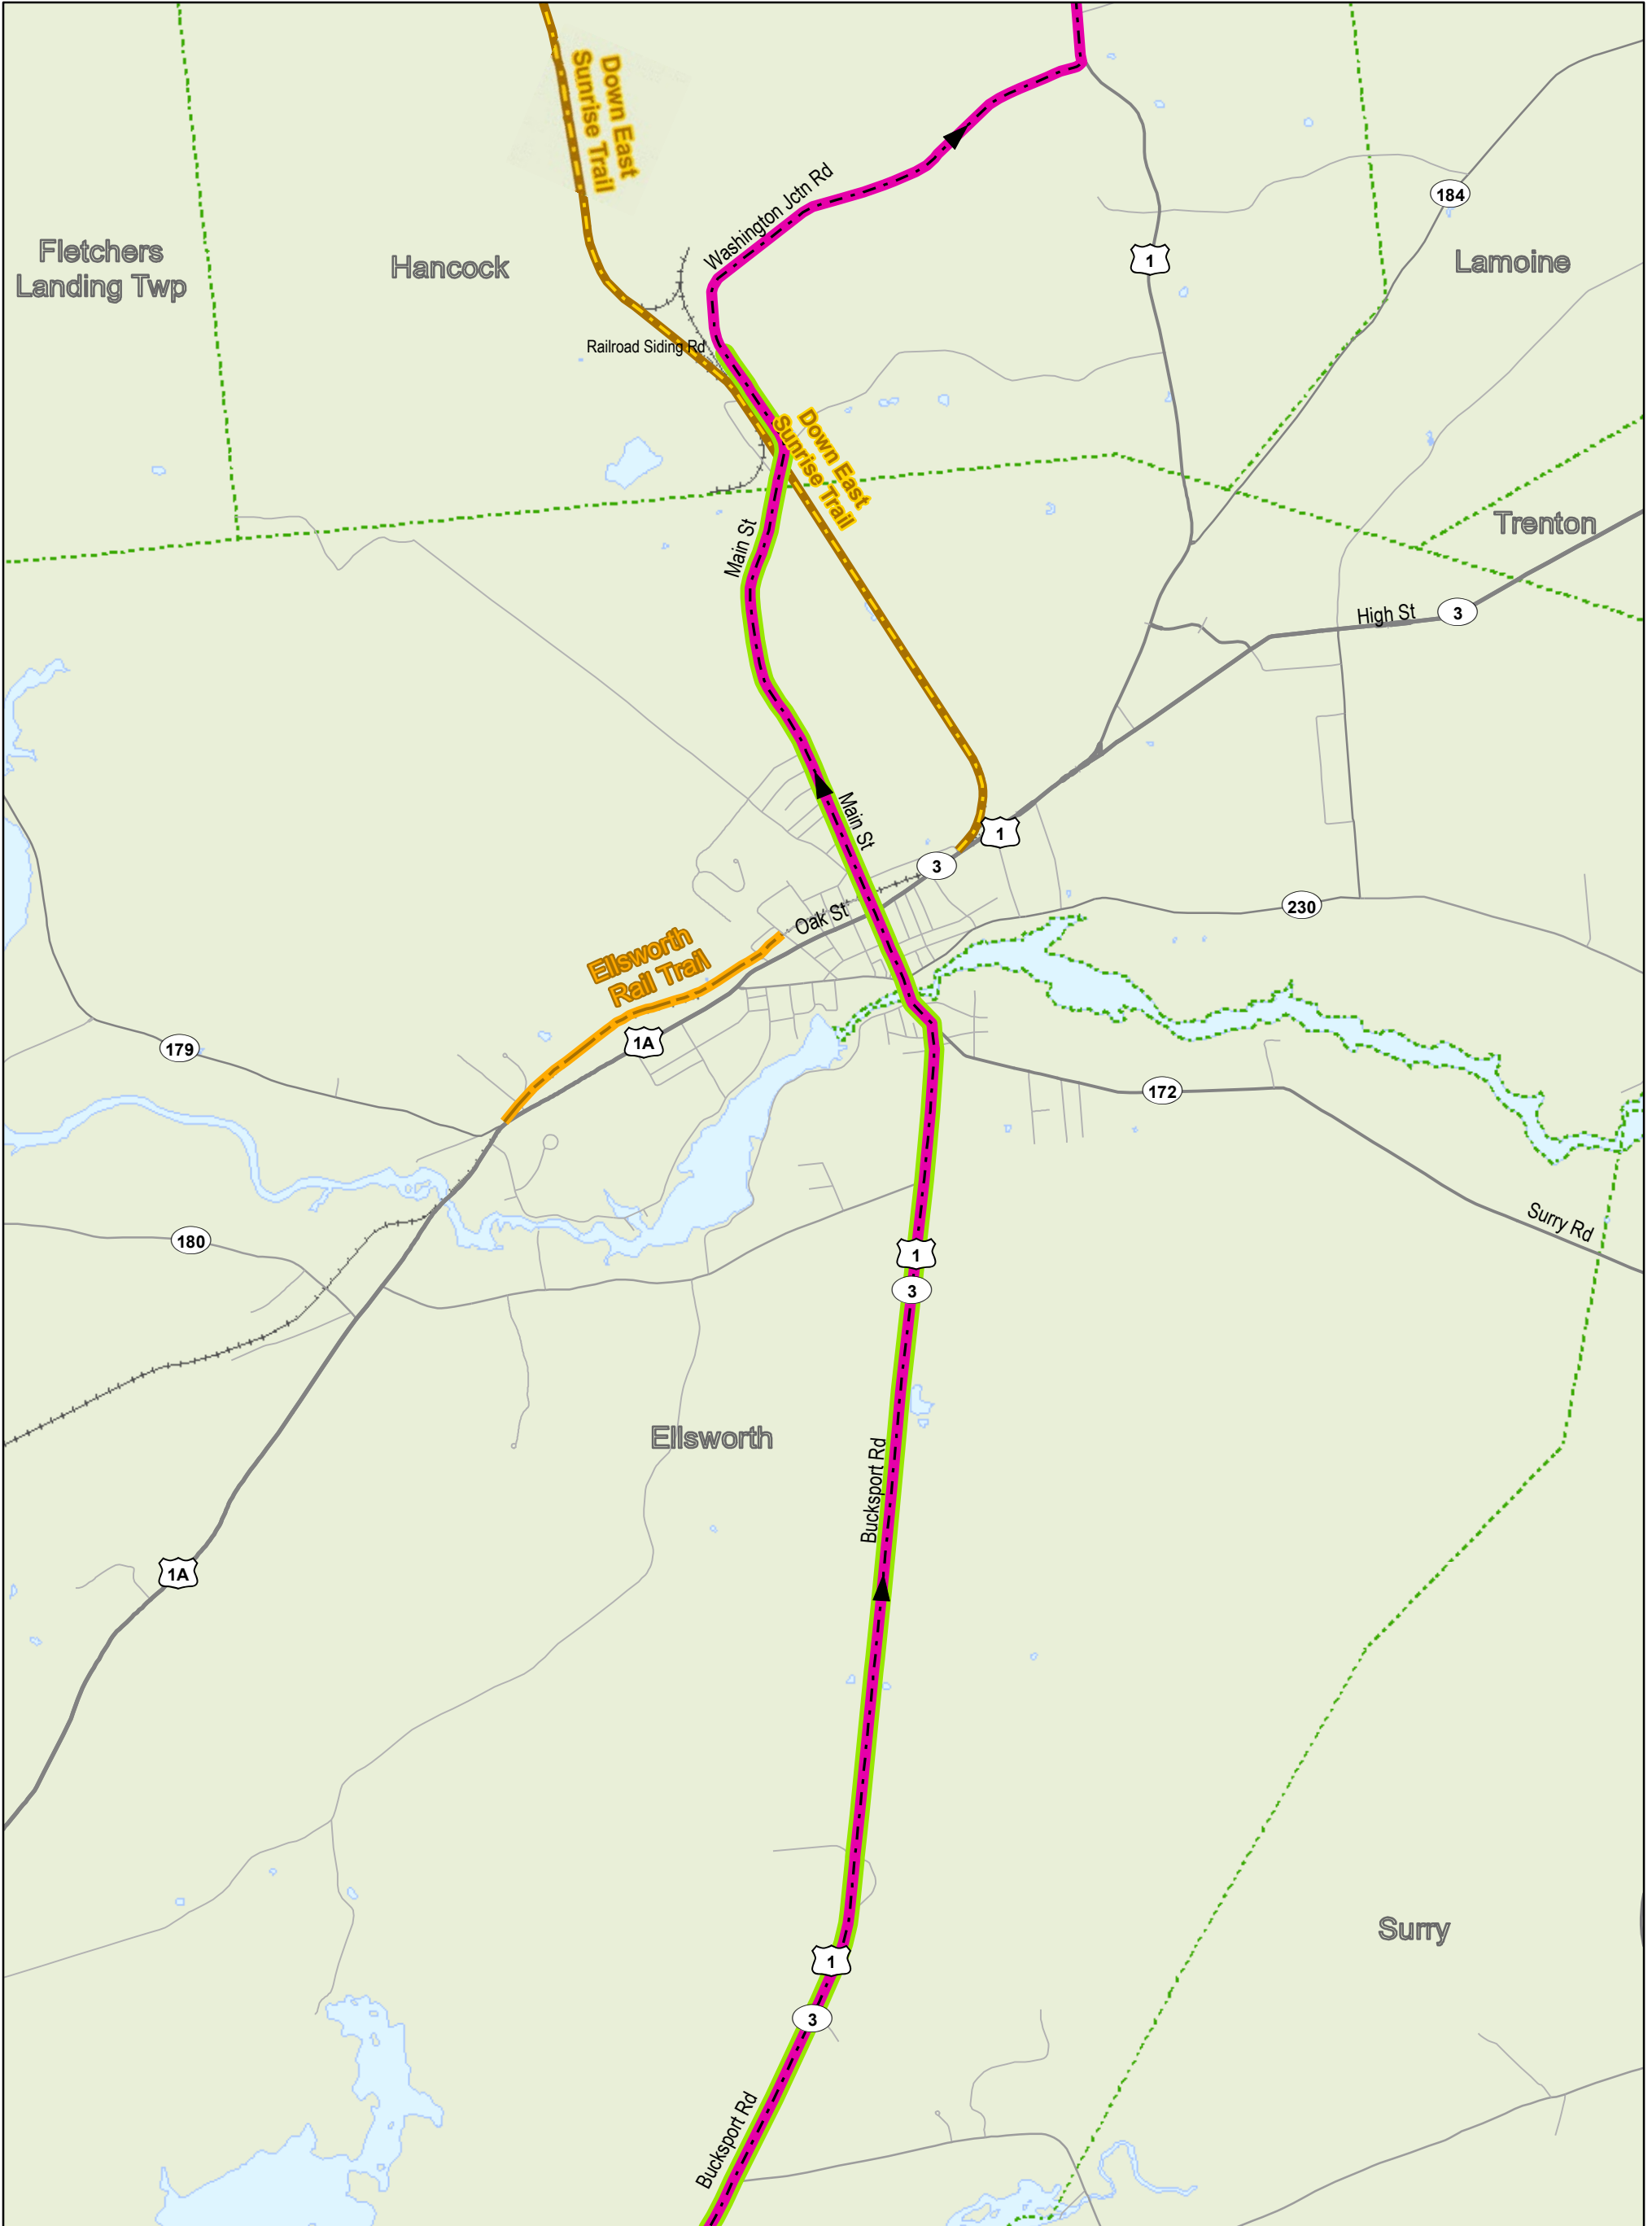 Down East
Sunrise Trail
Washington Jctn Rd
184
Fletchers
Landing Twp
Hancock
1
Lamoine
Railroad Siding Rd
Down East
Sunrise Trail
Main St
Trenton
High St
3
Main St
1
3
230
Oak St
Ellsworth
Rail Trail
1A
179
172
Surry Rd
180
1
3
Ellsworth
Bucksport Rd
1A
Surry
1
3
Bucksport Rd